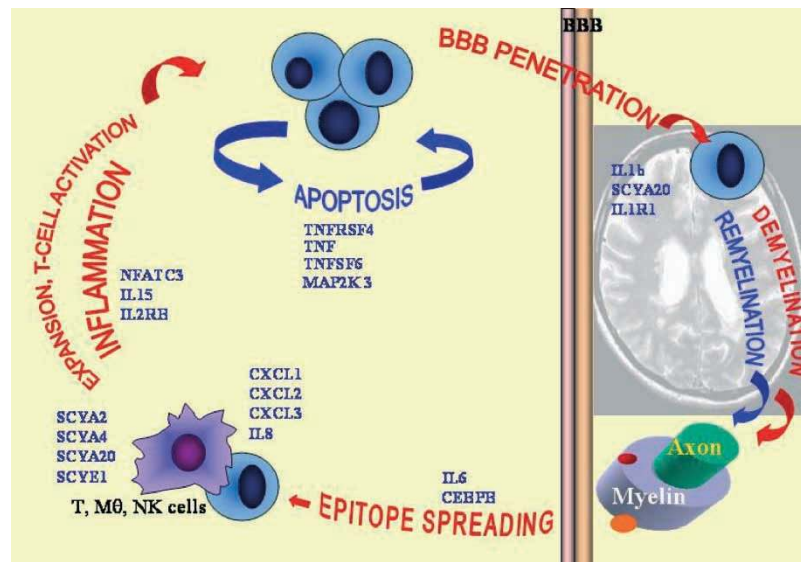 BBB
BBB PENETRATION
EXPANSION, T-CELL ACTIVATION
INFLAMMATION
NFATC3
IL15
IL2RB
APOPTOSIS
TNFRSF4
TNF
TNFSF6
MAP2K3
IL1b
SCYA20
IL1R1
DEMYELINATION
REMYELINATION
CXCL1
CXCL2
CXCL3
IL8
SCYA2
SCYA4
SCYA20
SCYE1
T, MΘ, NK cells
IL6
CEBPB
EPITOPE SPREADING
Axon
Myelin